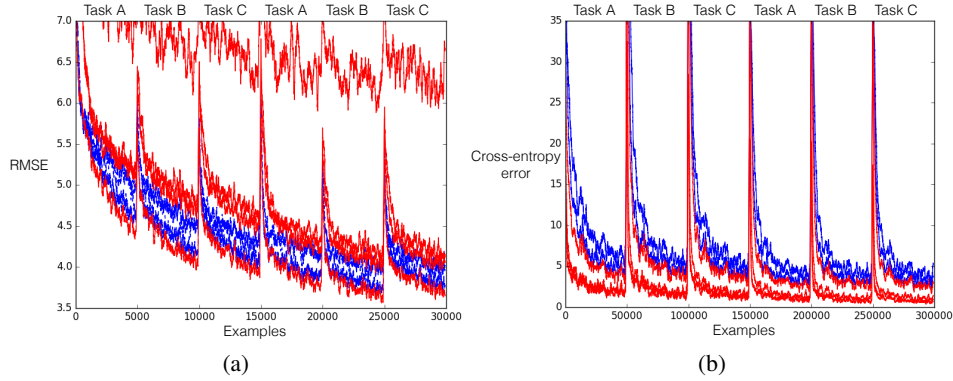 Task A Task B Task C Task A Task B Task C
7.0
6.5
6.0
5.5
5.0
4.5
4.0
3.5
RMSE
0 5000 10000 15000 20000 25000 30000
Examples
(a)
Task A Task B Task C Task A Task B Task C
35
30
25
20
15
10
5
0
Cross-entropy
error
0 50000 100000 150000 200000 250000 300000
Examples
(b)